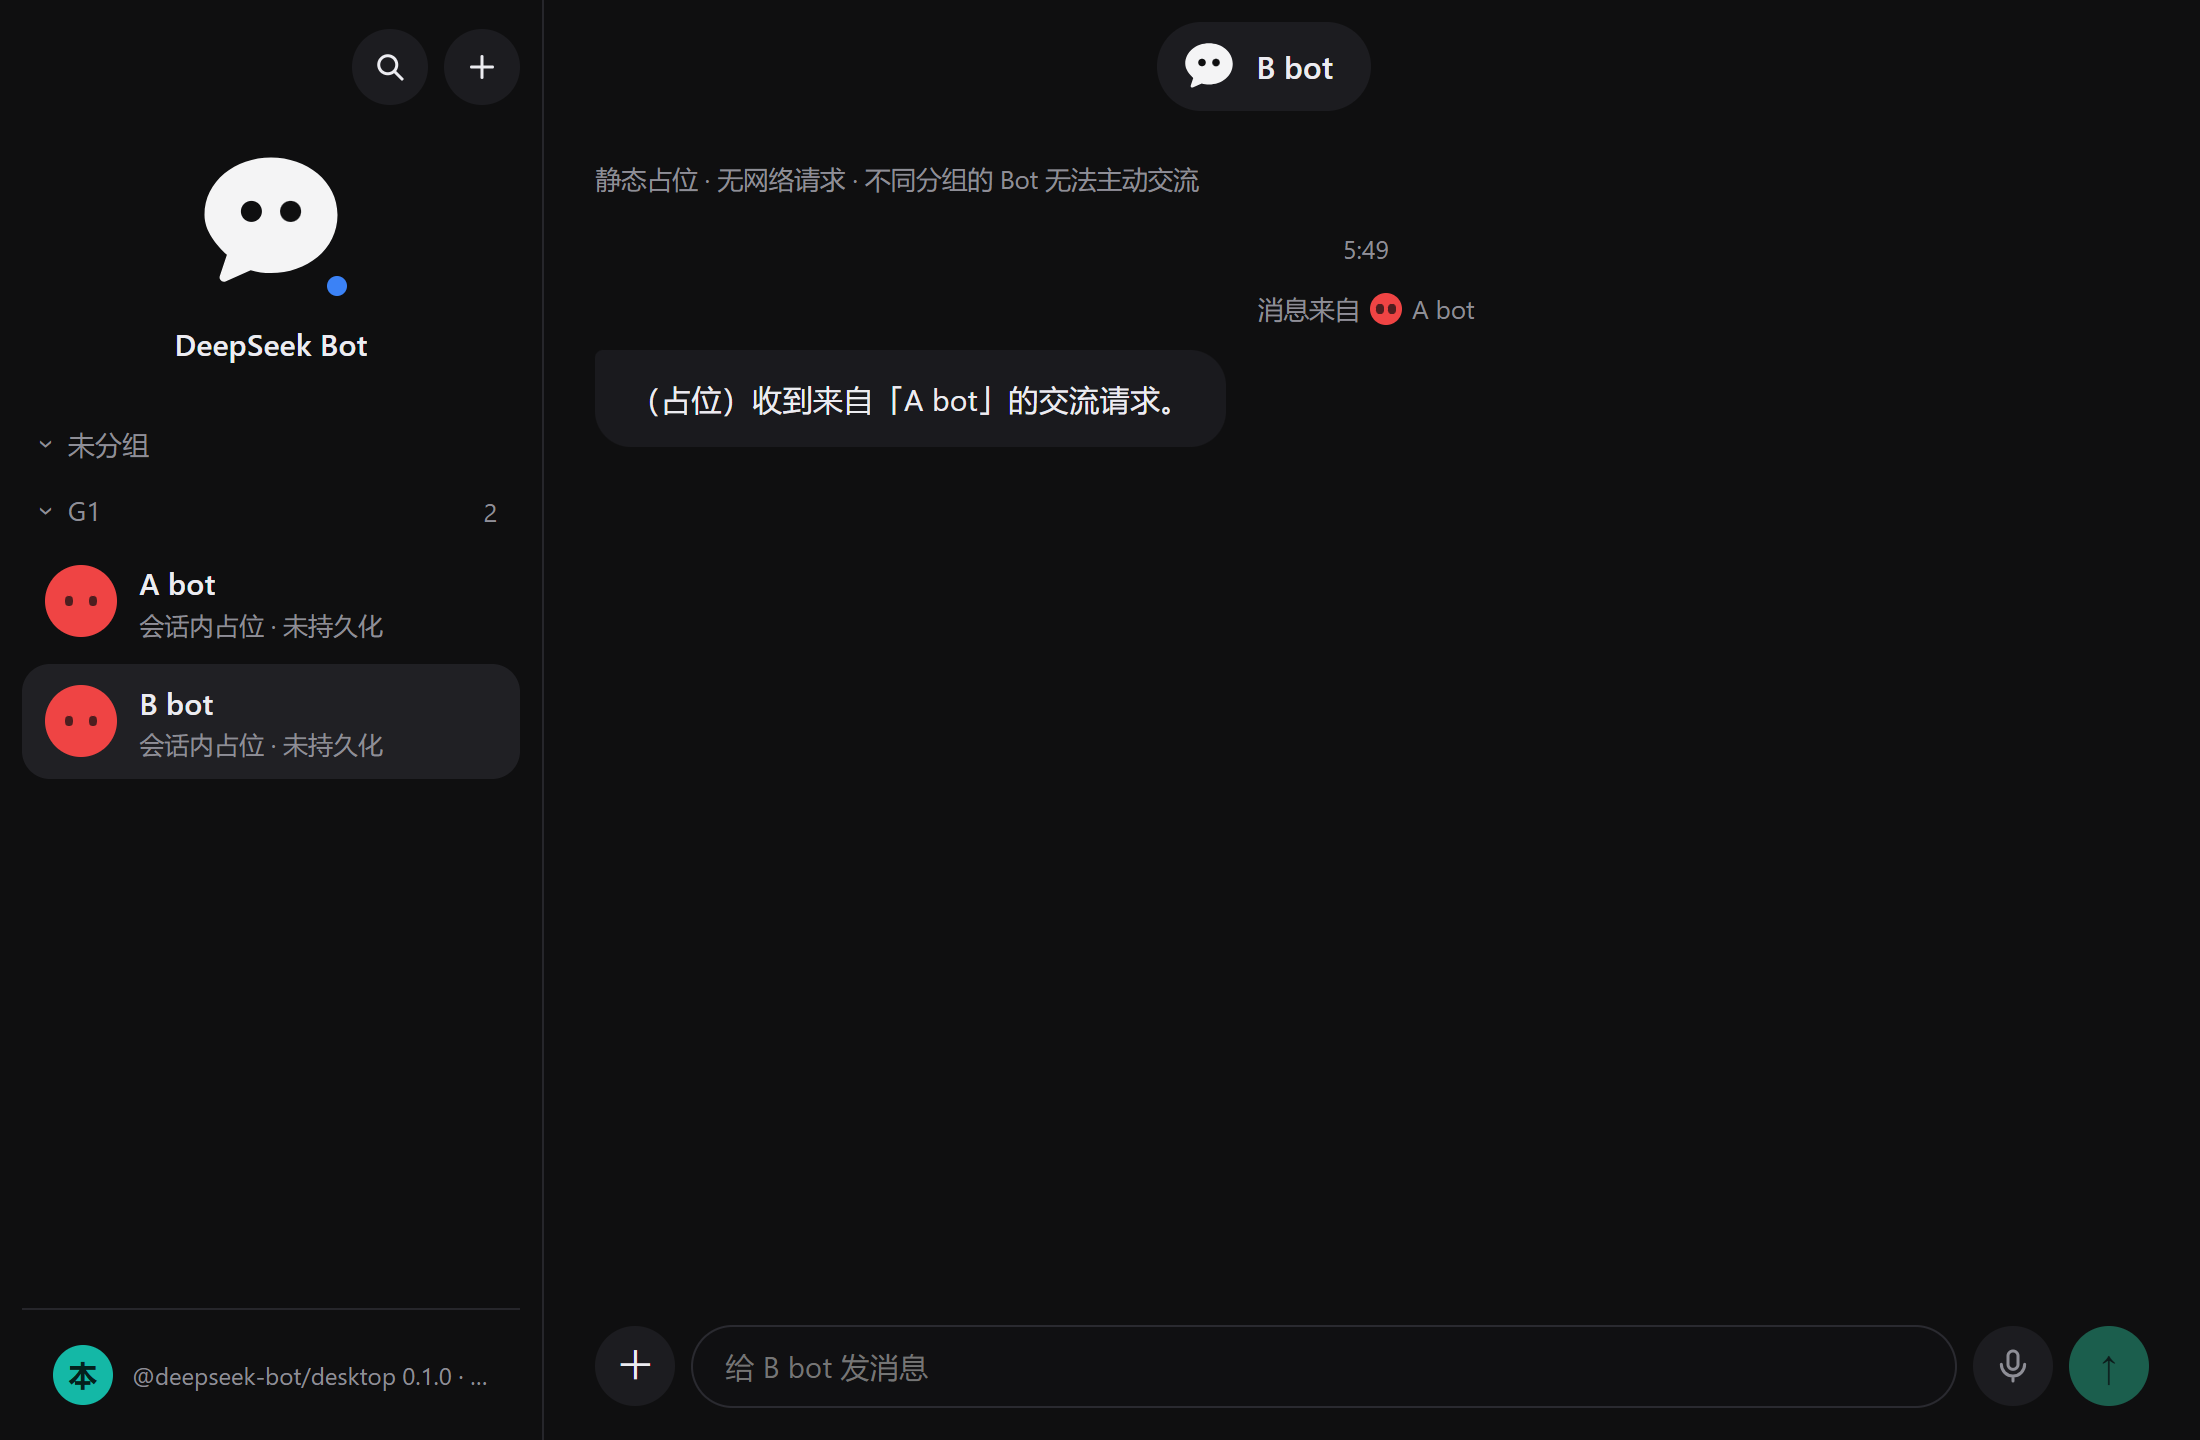 DeepSeek Bot
未分组
G1
2
A bot
会话内占位 · 未持久化
B bot
会话内占位 · 未持久化
本
@deepseek-bot/desktop 0.1.0 · ...
B bot
静态占位 · 无网络请求 · 不同分组的 Bot 无法主动交流
5:49
消息来自 A bot
（占位）收到来自「A bot」的交流请求。
给 B bot 发消息